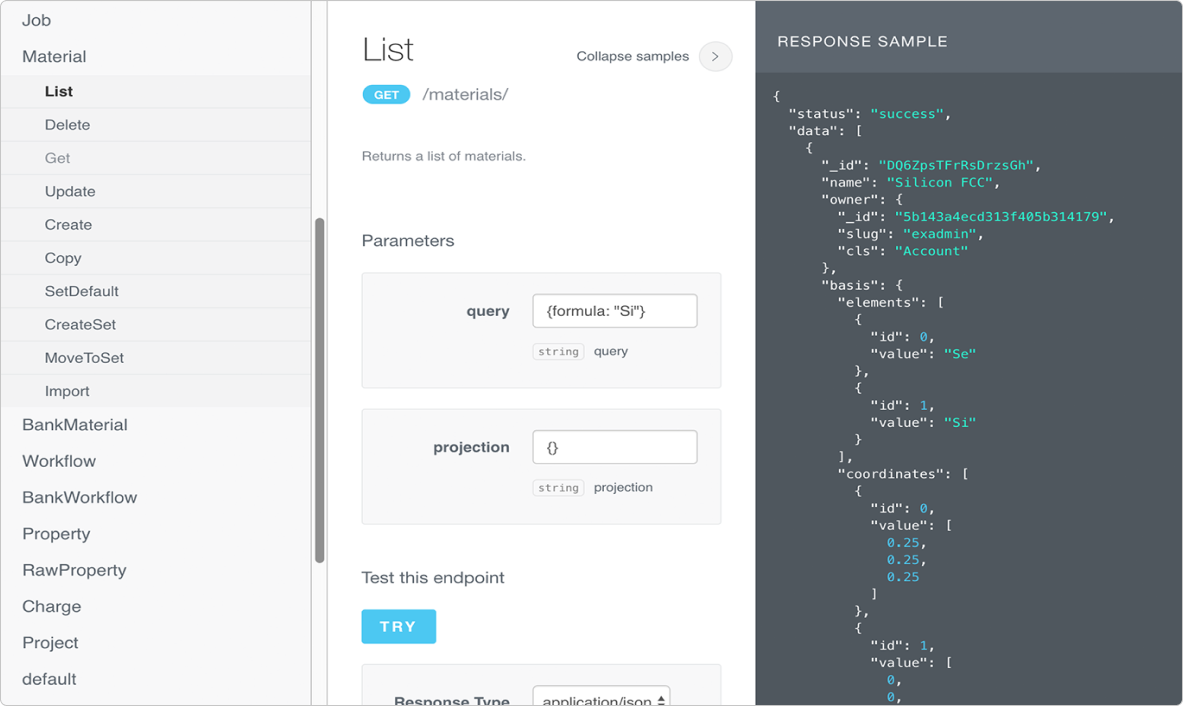 Job
Material
List
Delete
Get
Update
Create
Copy
SetDefault
CreateSet
MoveToSet
Import
BankMaterial
Workflow
BankWorkflow
Property
RawProperty
Charge
Project
default
List
Collapse samples >
GET /materials/
Returns a list of materials.
Parameters
query {formula: "Si"}
string query
projection {}
string projection
Test this endpoint
TRY
Response Type application/json
RESPONSE SAMPLE
{
"status": "success",
"data": [
{
"_id": "DQ6ZpsTFrRsDrzsGh",
"name": "Silicon FCC",
"owner": {
"_id": "5b143a4ecd313f405b314179",
"slug": "exadmin",
"cls": "Account"
},
"basis": {
"elements": [
{
"id": 0,
"value": "Se"
},
{
"id": 1,
"value": "Si"
}
],
"coordinates": [
{
"id": 0,
"value": [
0.25,
0.25,
0.25
]
},
{
"id": 1,
"value": [
0,
0,